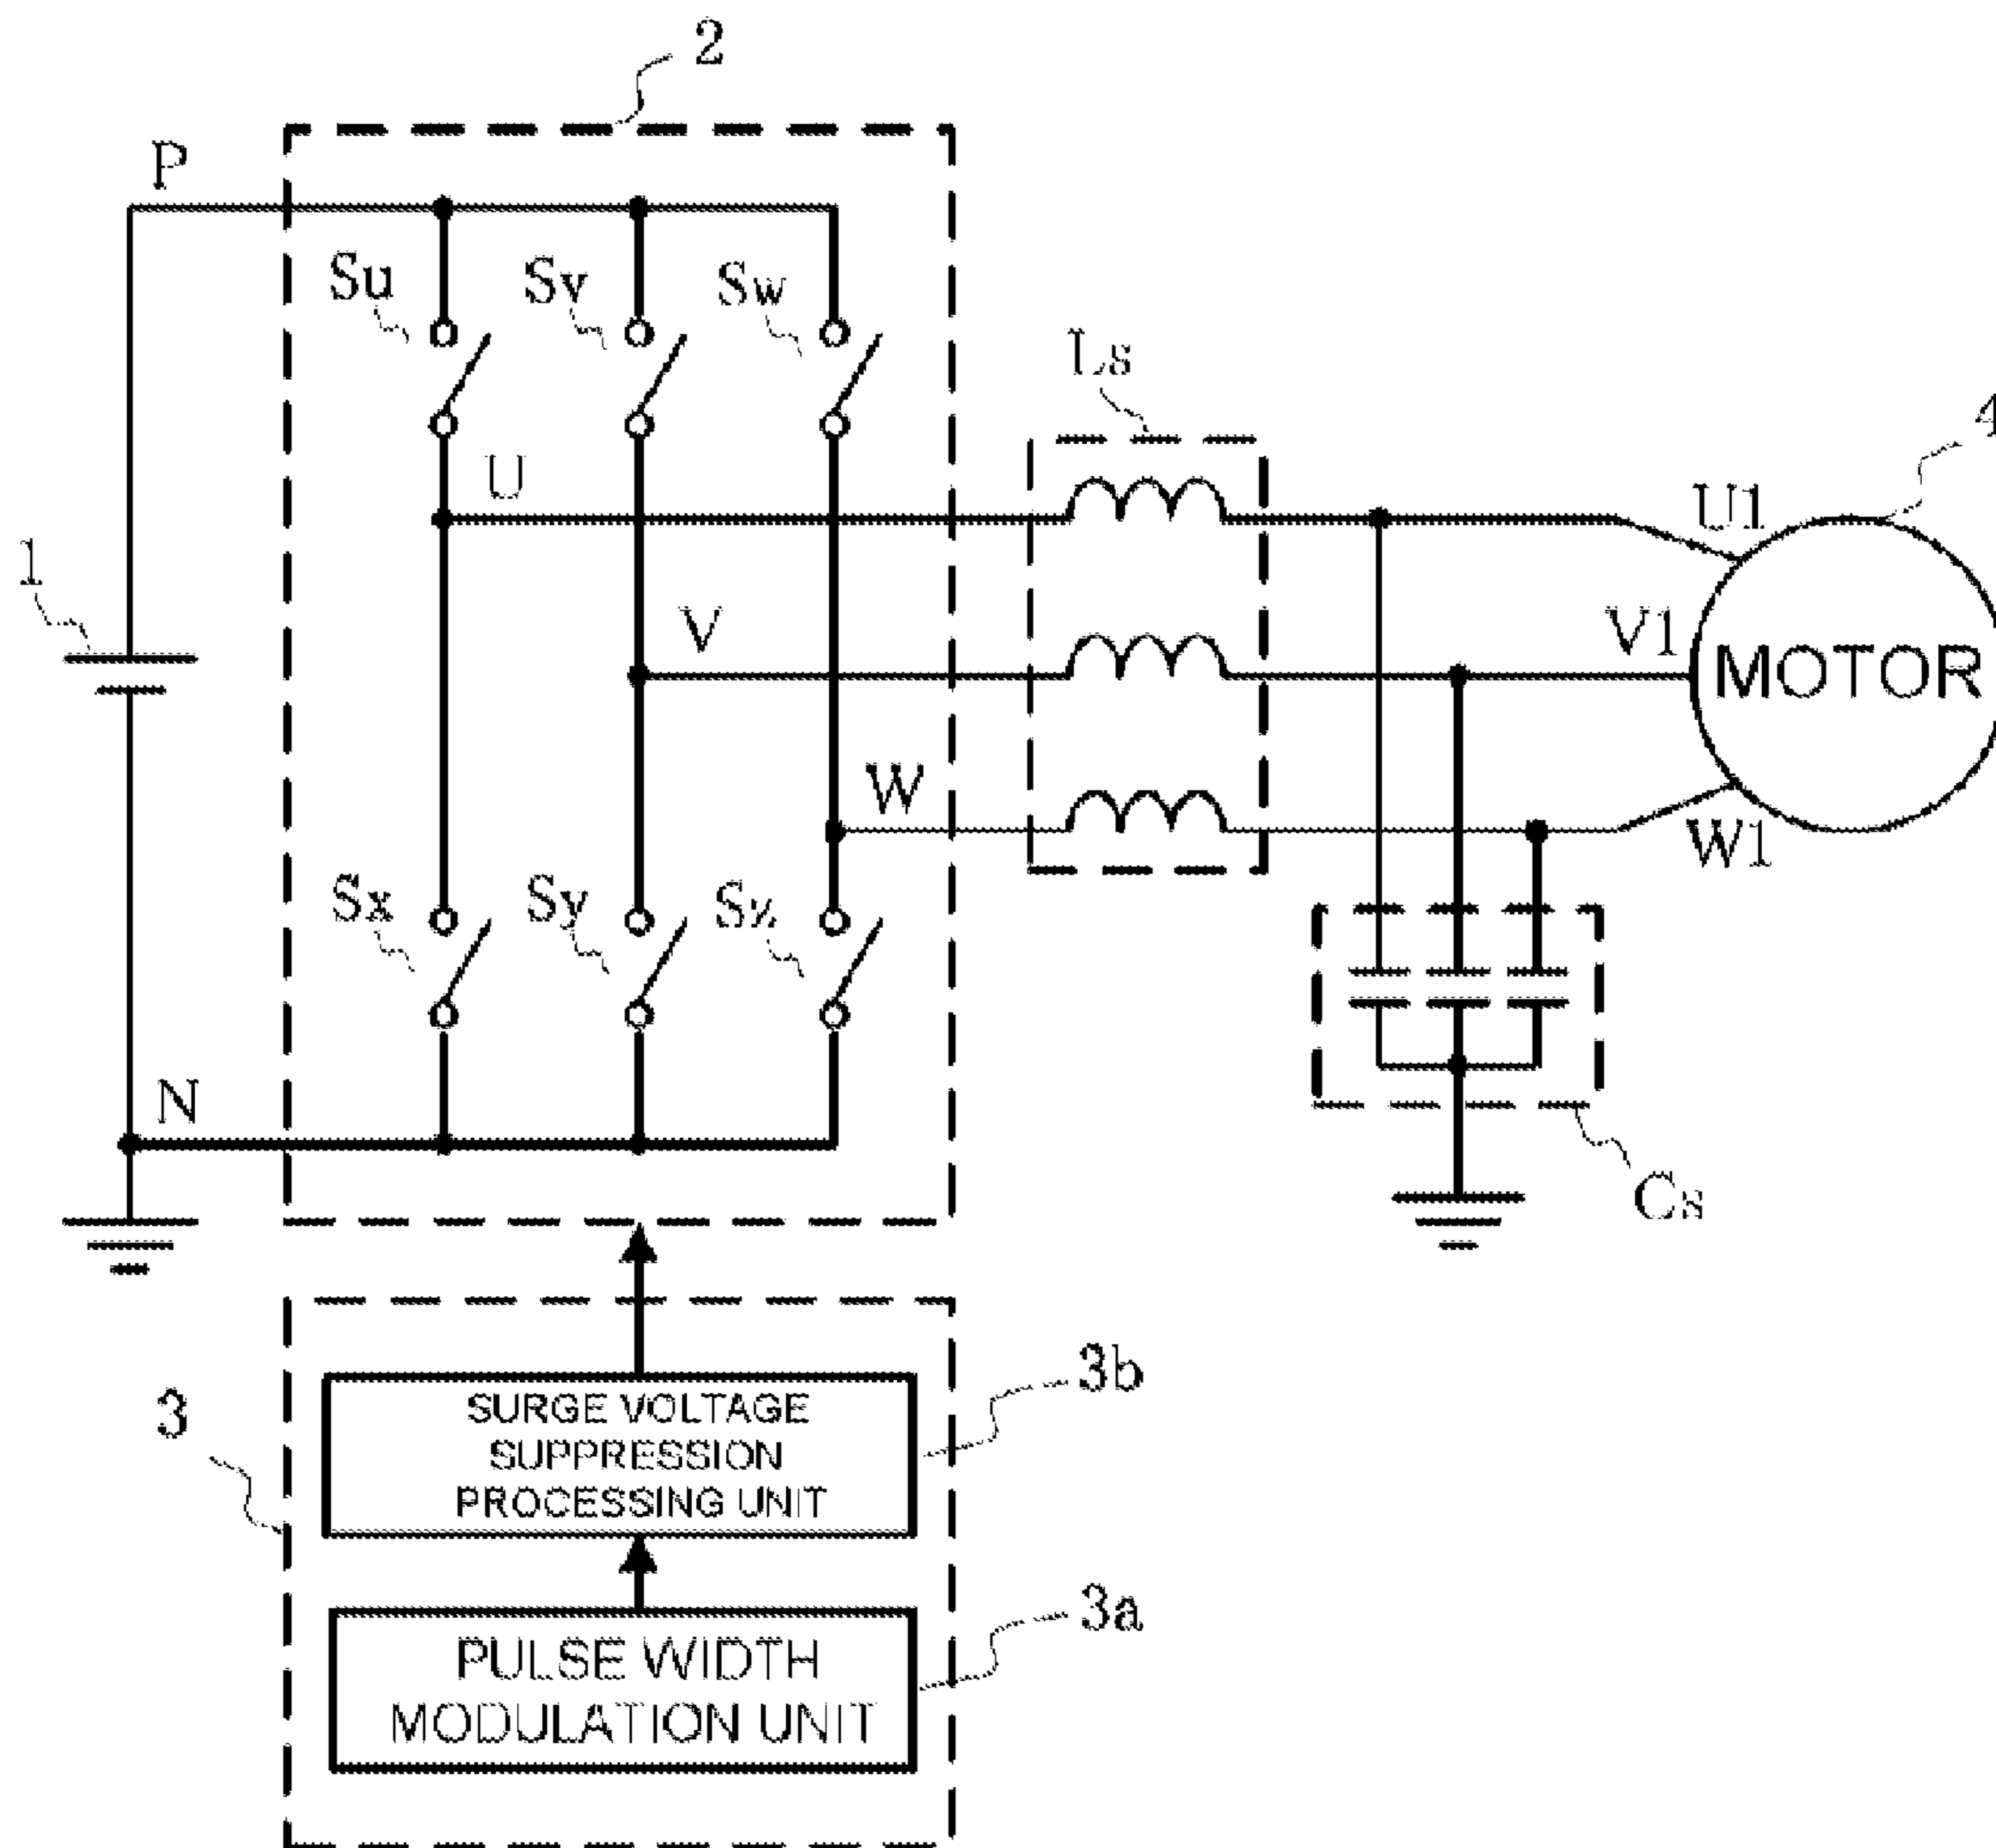 2
P
Su
Sv
Sw
Ls
4
U
U1
1
V
V1
MOTOR
W
W1
Sx
Sy
Sz
N
Cs
3b
SURGE VOLTAGE
SUPPRESSION
PROCESSING UNIT
3
3a
PULSE WIDTH
MODULATION UNIT